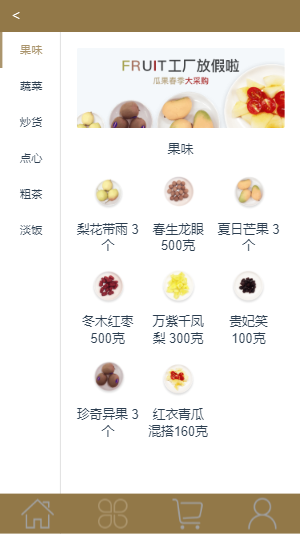 <
果味
蔬菜
炒货
点心
粗茶
淡饭
FRUIT工厂放假啦
瓜果春季大采购
果味
梨花带雨 3
个
春生龙眼
500克
夏日芒果 3
个
冬木红枣
500克
万紫千凤
梨 300克
贵妃笑
100克
珍奇异果 3
个
红衣青瓜
混搭160克